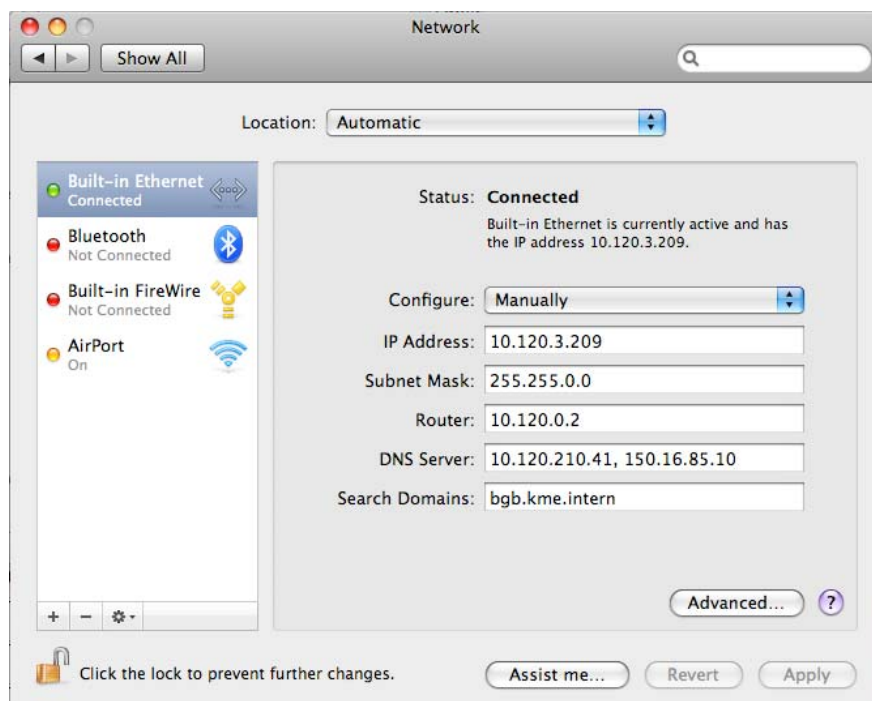 Network
Show All
Location: Automatic
Built-in Ethernet
Connected
Bluetooth
Not Connected
Built-in FireWire
Not Connected
AirPort
On
Status: Connected
Built-in Ethernet is currently active and has
the IP address 10.120.3.209.
Configure: Manually
IP Address: 10.120.3.209
Subnet Mask: 255.255.0.0
Router: 10.120.0.2
DNS Server: 10.120.210.41, 150.16.85.10
Search Domains: bgb.kme.intern
Advanced... ?
Click the lock to prevent further changes.
Assist me... Revert Apply